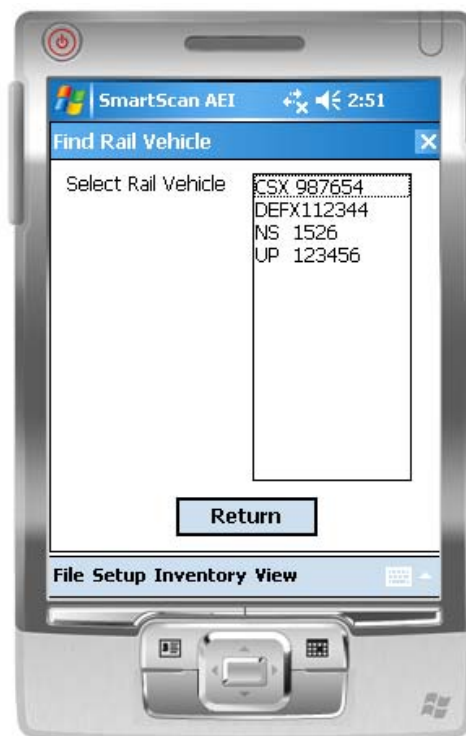 SmartScan AEI 2:51
Find Rail Vehicle
Select Rail Vehicle
CSX 987654
DEFX112344
NS  1526
UP  123456
Return
File Setup Inventory View